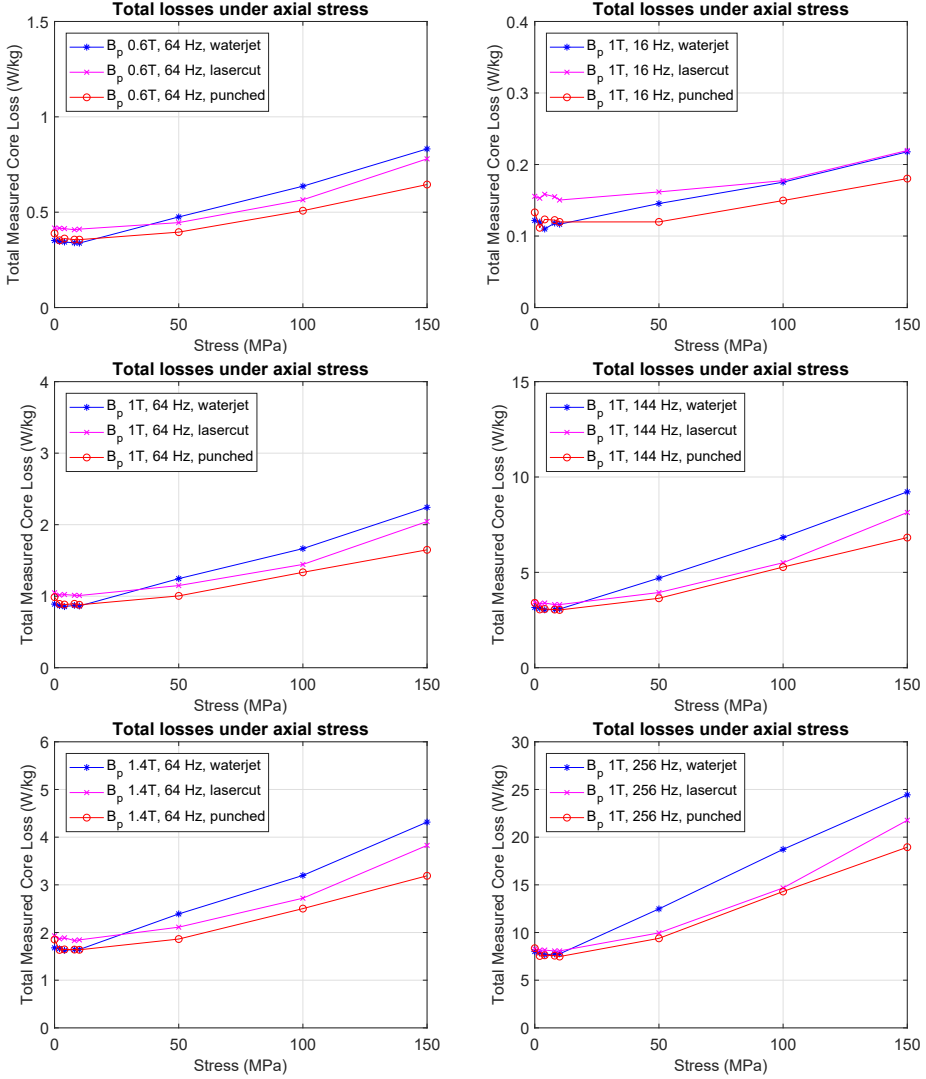 Total losses under axial stress
Total Measured Core Loss (W/kg)
1.5
1
0.5
0
B_p 0.6T, 64 Hz, waterjet
B_p 0.6T, 64 Hz, lasercut
B_p 0.6T, 64 Hz, punched
0 50 100 150
Stress (MPa)
Total losses under axial stress
Total Measured Core Loss (W/kg)
0.4
0.3
0.2
0.1
0
B_p 1T, 16 Hz, waterjet
B_p 1T, 16 Hz, lasercut
B_p 1T, 16 Hz, punched
0 50 100 150
Stress (MPa)
Total losses under axial stress
Total Measured Core Loss (W/kg)
4
3
2
1
0
B_p 1T, 64 Hz, waterjet
B_p 1T, 64 Hz, lasercut
B_p 1T, 64 Hz, punched
0 50 100 150
Stress (MPa)
Total losses under axial stress
Total Measured Core Loss (W/kg)
15
10
5
0
B_p 1T, 144 Hz, waterjet
B_p 1T, 144 Hz, lasercut
B_p 1T, 144 Hz, punched
0 50 100 150
Stress (MPa)
Total losses under axial stress
Total Measured Core Loss (W/kg)
6
5
4
3
2
1
0
B_p 1.4T, 64 Hz, waterjet
B_p 1.4T, 64 Hz, lasercut
B_p 1.4T, 64 Hz, punched
0 50 100 150
Stress (MPa)
Total losses under axial stress
Total Measured Core Loss (W/kg)
30
25
20
15
10
5
0
B_p 1T, 256 Hz, waterjet
B_p 1T, 256 Hz, lasercut
B_p 1T, 256 Hz, punched
0 50 100 150
Stress (MPa)